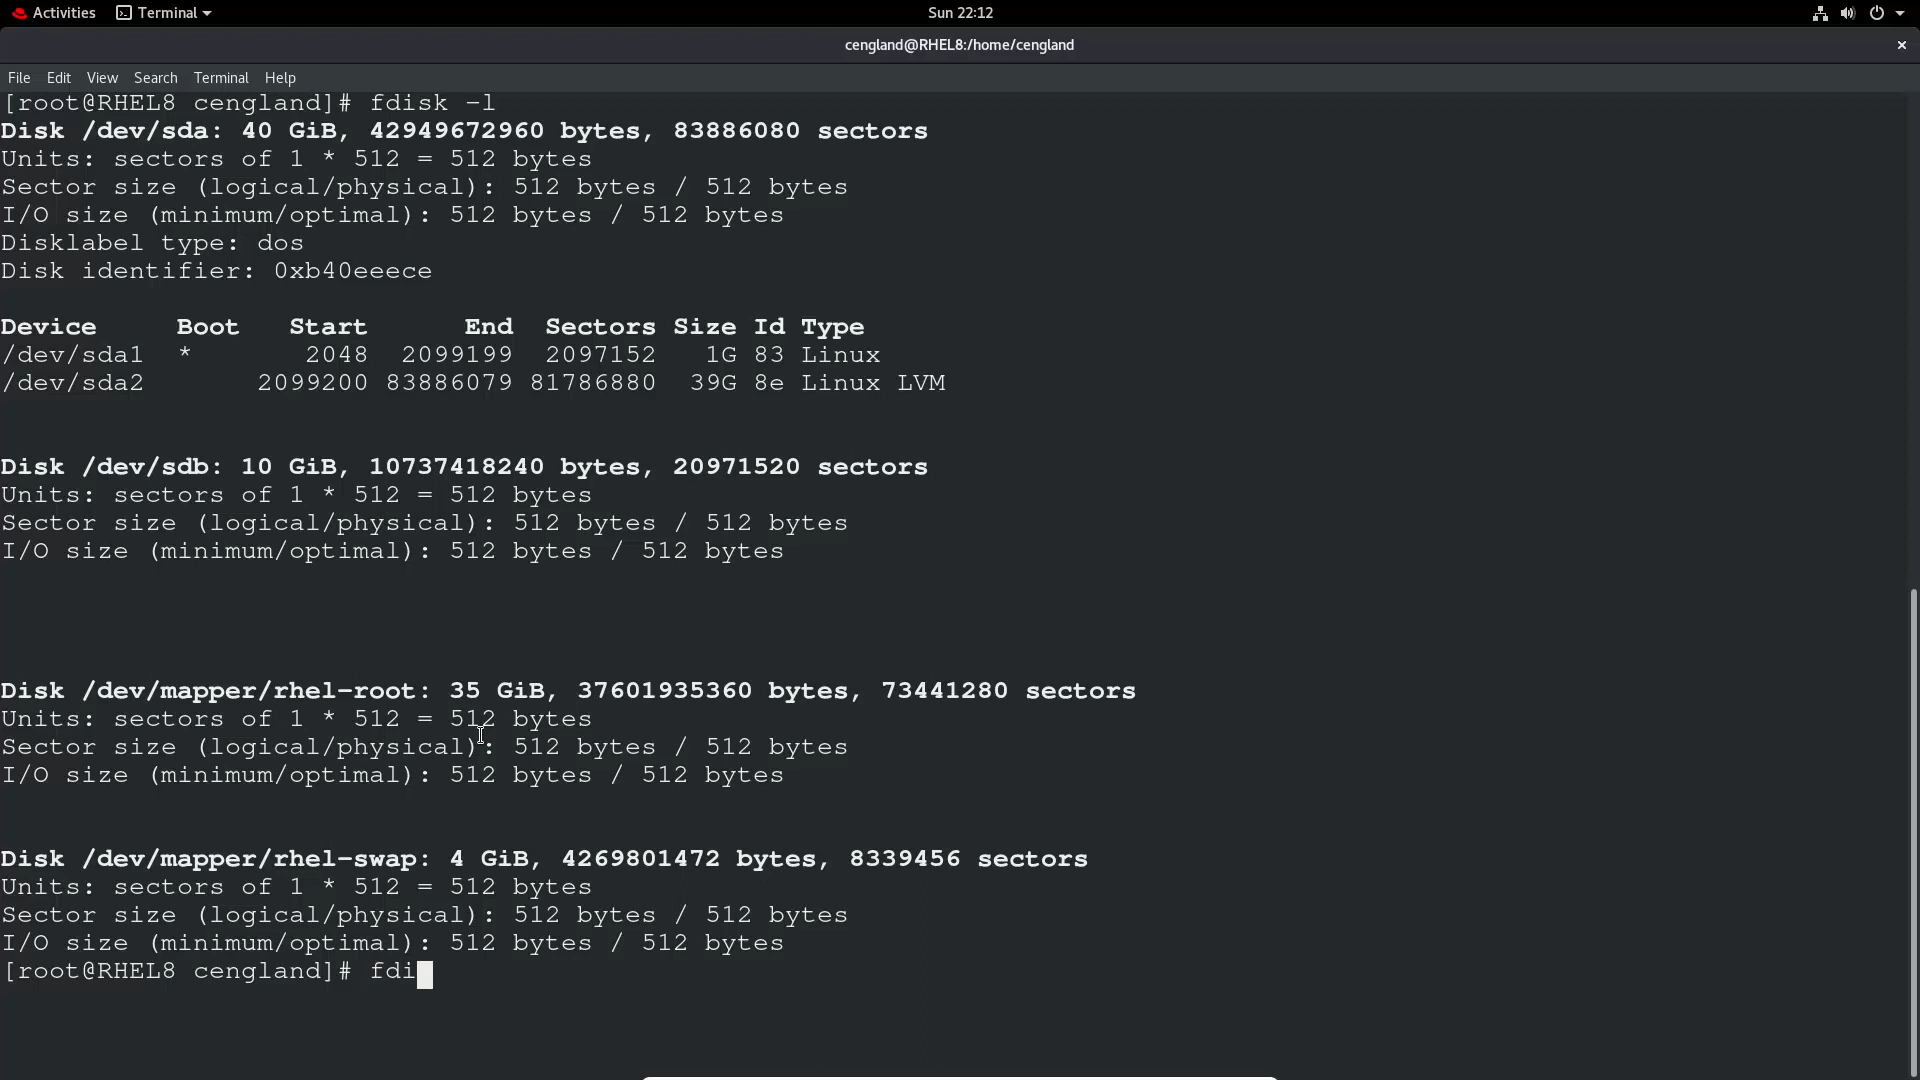 Activities Terminal Sun 22:12
cengland@RHEL8:/home/cengland ×
File Edit View Search Terminal Help
[root@RHEL8 cengland]# fdisk -l
Disk /dev/sda: 40 GiB, 42949672960 bytes, 83886080 sectors
Units: sectors of 1 * 512 = 512 bytes
Sector size (logical/physical): 512 bytes / 512 bytes
I/O size (minimum/optimal): 512 bytes / 512 bytes
Disklabel type: dos
Disk identifier: 0xb40eeece
Device Boot Start End Sectors Size Id Type
/dev/sda1 * 2048 2099199 2097152 1G 83 Linux
/dev/sda2 2099200 83886079 81786880 39G 8e Linux LVM
Disk /dev/sdb: 10 GiB, 10737418240 bytes, 20971520 sectors
Units: sectors of 1 * 512 = 512 bytes
Sector size (logical/physical): 512 bytes / 512 bytes
I/O size (minimum/optimal): 512 bytes / 512 bytes
Disk /dev/mapper/rhel-root: 35 GiB, 37601935360 bytes, 73441280 sectors
Units: sectors of 1 * 512 = 512 bytes
Sector size (logical/physical): 512 bytes / 512 bytes
I/O size (minimum/optimal): 512 bytes / 512 bytes
Disk /dev/mapper/rhel-swap: 4 GiB, 4269801472 bytes, 8339456 sectors
Units: sectors of 1 * 512 = 512 bytes
Sector size (logical/physical): 512 bytes / 512 bytes
I/O size (minimum/optimal): 512 bytes / 512 bytes
[root@RHEL8 cengland]# fdi